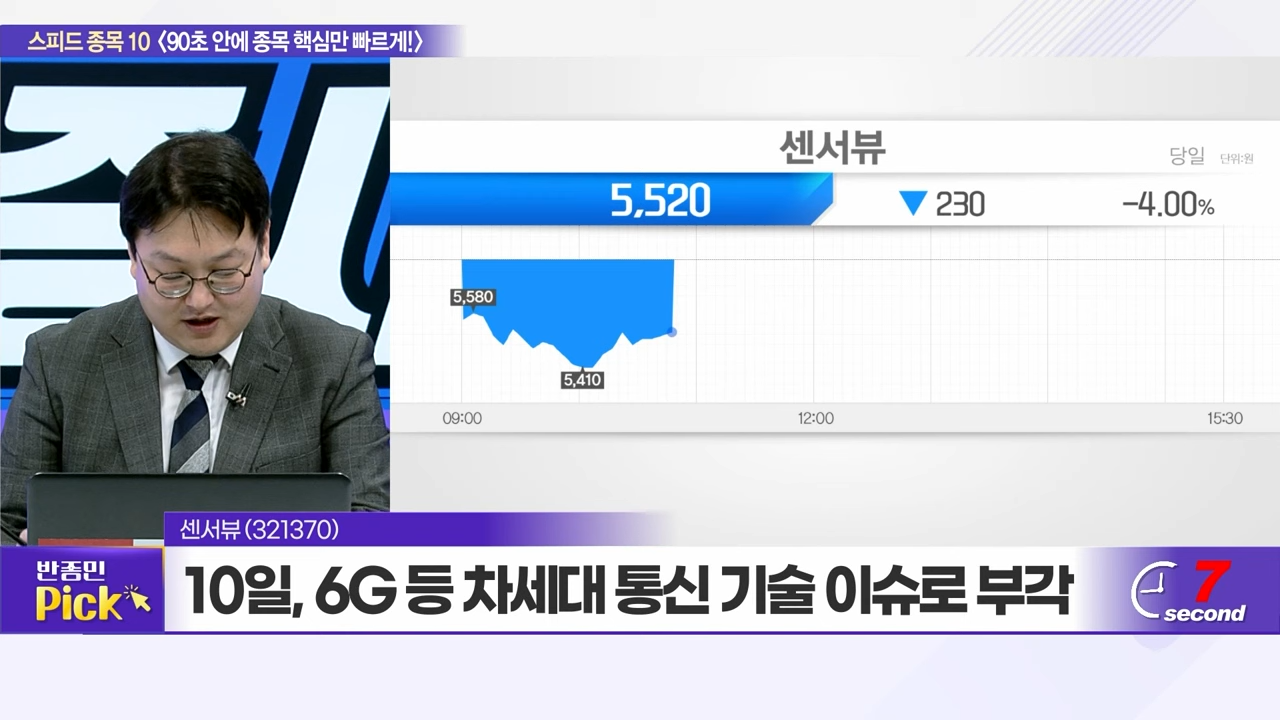 스피드 종목 10 〈90초 안에 종목 핵심만 빠르게!〉
센서뷰
당일 단위:원
5,520 ▼ 230 -4.00%
5,580
5,410
09:00 12:00 15:30
센서뷰(321370)
반종민
Pick
10일, 6G 등 차세대 통신 기술 이슈로 부각
7
second